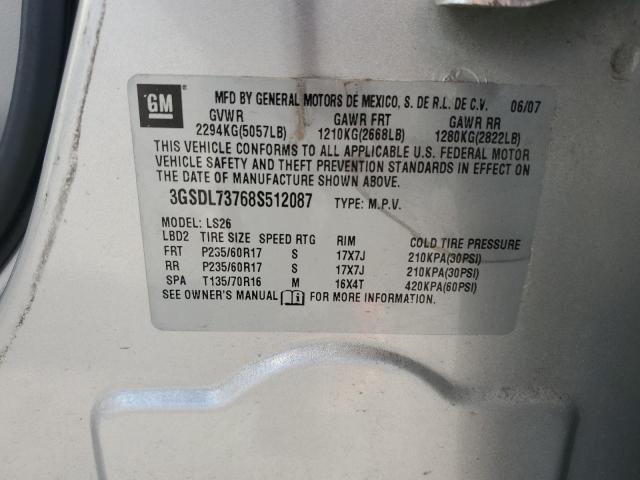 GM
MFD BY GENERAL MOTORS DE MEXICO, S. DE R.L. DE C.V. 06/07
GVWR GAWR FRT GAWR RR
2294KG(5057LB) 1210KG(2668LB) 1280KG(2822LB)
THIS VEHICLE CONFORMS TO ALL APPLICABLE U.S. FEDERAL MOTOR
VEHICLE SAFETY AND THEFT PREVENTION STANDARDS IN EFFECT ON
THE DATE OF MANUFACTURE SHOWN ABOVE.
3GSDL73768S512087 TYPE: M.P.V.
MODEL: LS26
LBD2 TIRE SIZE SPEED RTG RIM COLD TIRE PRESSURE
FRT P235/60R17 S 17X7J 210KPA(30PSI)
RR P235/60R17 S 17X7J 210KPA(30PSI)
SPA T135/70R16 M 16X4T 420KPA(60PSI)
SEE OWNER'S MANUAL FOR MORE INFORMATION.